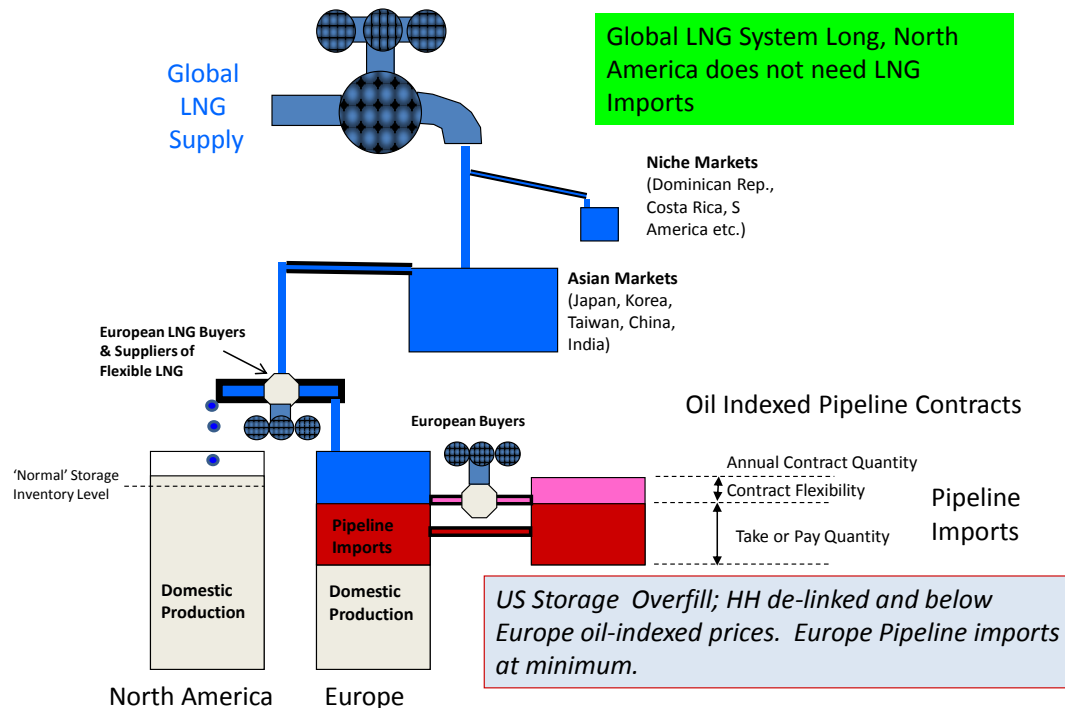 Global LNG System Long, North
America does not need LNG
Imports
Global
LNG
Supply
Niche Markets
(Dominican Rep.,
Costa Rica, S
America etc.)
Asian Markets
(Japan, Korea,
Taiwan, China,
India)
European LNG Buyers
& Suppliers of
Flexible LNG
European Buyers
Oil Indexed Pipeline Contracts
'Normal' Storage
Inventory Level
Annual Contract Quantity
Contract Flexibility
Take or Pay Quantity
Pipeline
Imports
Pipeline
Imports
Domestic
Production
Domestic
Production
US Storage  Overfill; HH de-linked and below
Europe oil-indexed prices.  Europe Pipeline imports
at minimum.
North America
Europe